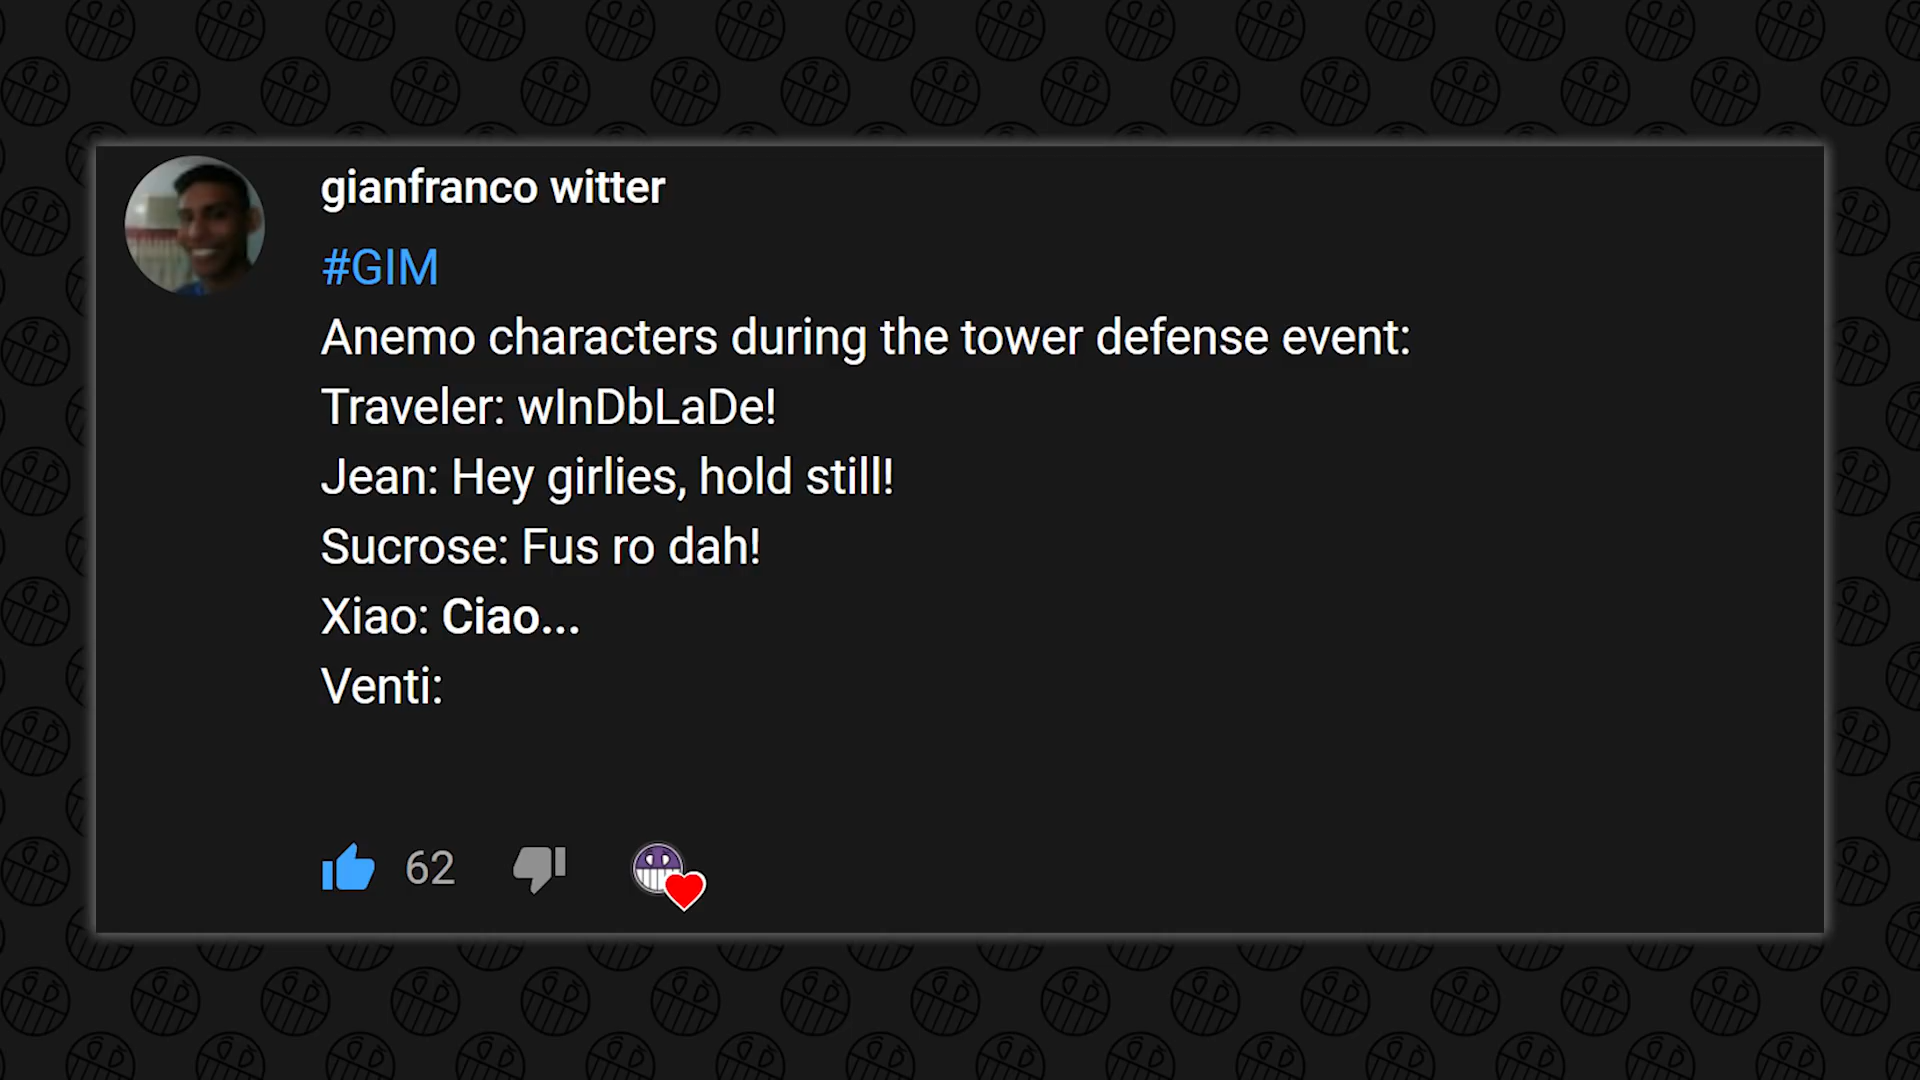 gianfranco witter
#GIM
Anemo characters during the tower defense event:
Traveler: wInDbLaDe!
Jean: Hey girlies, hold still!
Sucrose: Fus ro dah!
Xiao: Ciao...
Venti:
62